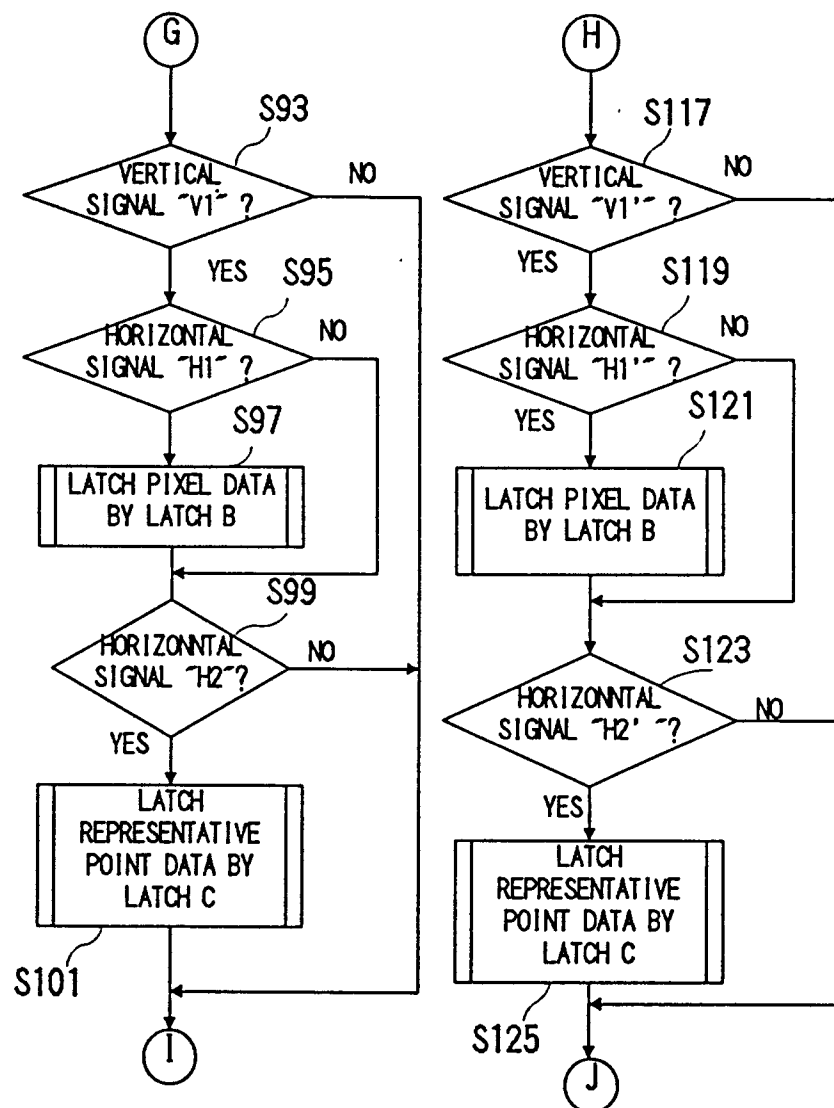 G
S93
VERTICAL
SIGNAL "V1" ?
NO
YES
S95
HORIZONTAL
SIGNAL "H1" ?
NO
S97
LATCH PIXEL DATA
BY LATCH B
S99
HORIZONNTAL
SIGNAL "H2"?
NO
YES
LATCH
REPRESENTATIVE
POINT DATA BY
LATCH C
S101
I
H
S117
VERTICAL
SIGNAL "V1'" ?
NO
YES
S119
HORIZONTAL
SIGNAL "H1'" ?
NO
YES
S121
LATCH PIXEL DATA
BY LATCH B
S123
HORIZONNTAL
SIGNAL "H2' "?
NO
YES
LATCH
REPRESENTATIVE
POINT DATA BY
LATCH C
S125
J